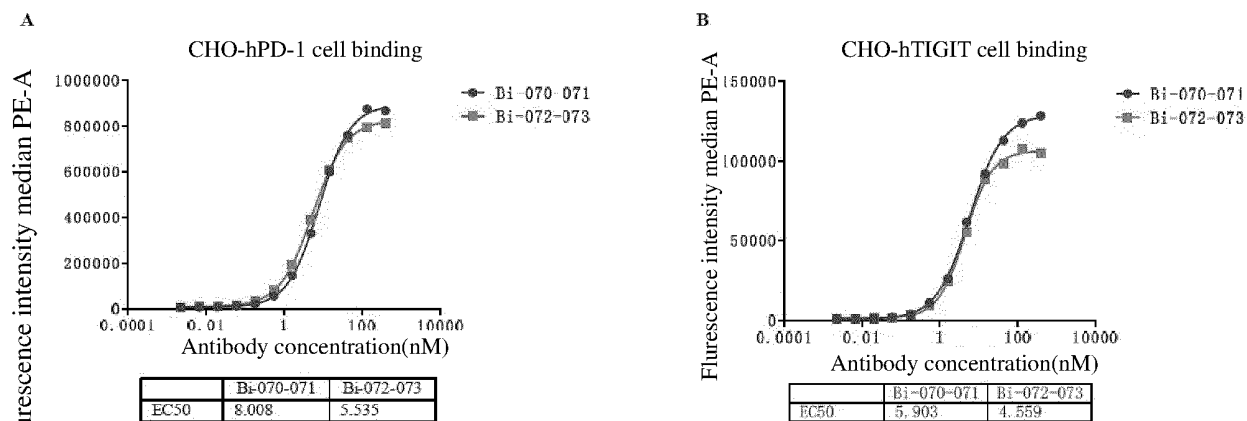 A
CHO-hPD-1 cell binding
urescence intensity median PE-A
1000000
800000
600000
400000
200000
0
0.0001 0.01 1 100 10000
Antibody concentration(nM)
Bi-070-071
Bi-072-073
Bi-070-071 Bi-072-073
EC50 8.008 5.535
B
CHO-hTIGIT cell binding
Flurescence intensity median PE-A
150000
100000
50000
0
0.0001 0.01 1 100 10000
Antibody concentration(nM)
Bi-070-071
Bi-072-073
Bi-070-071 Bi-072-073
EC50 5.903 4.559